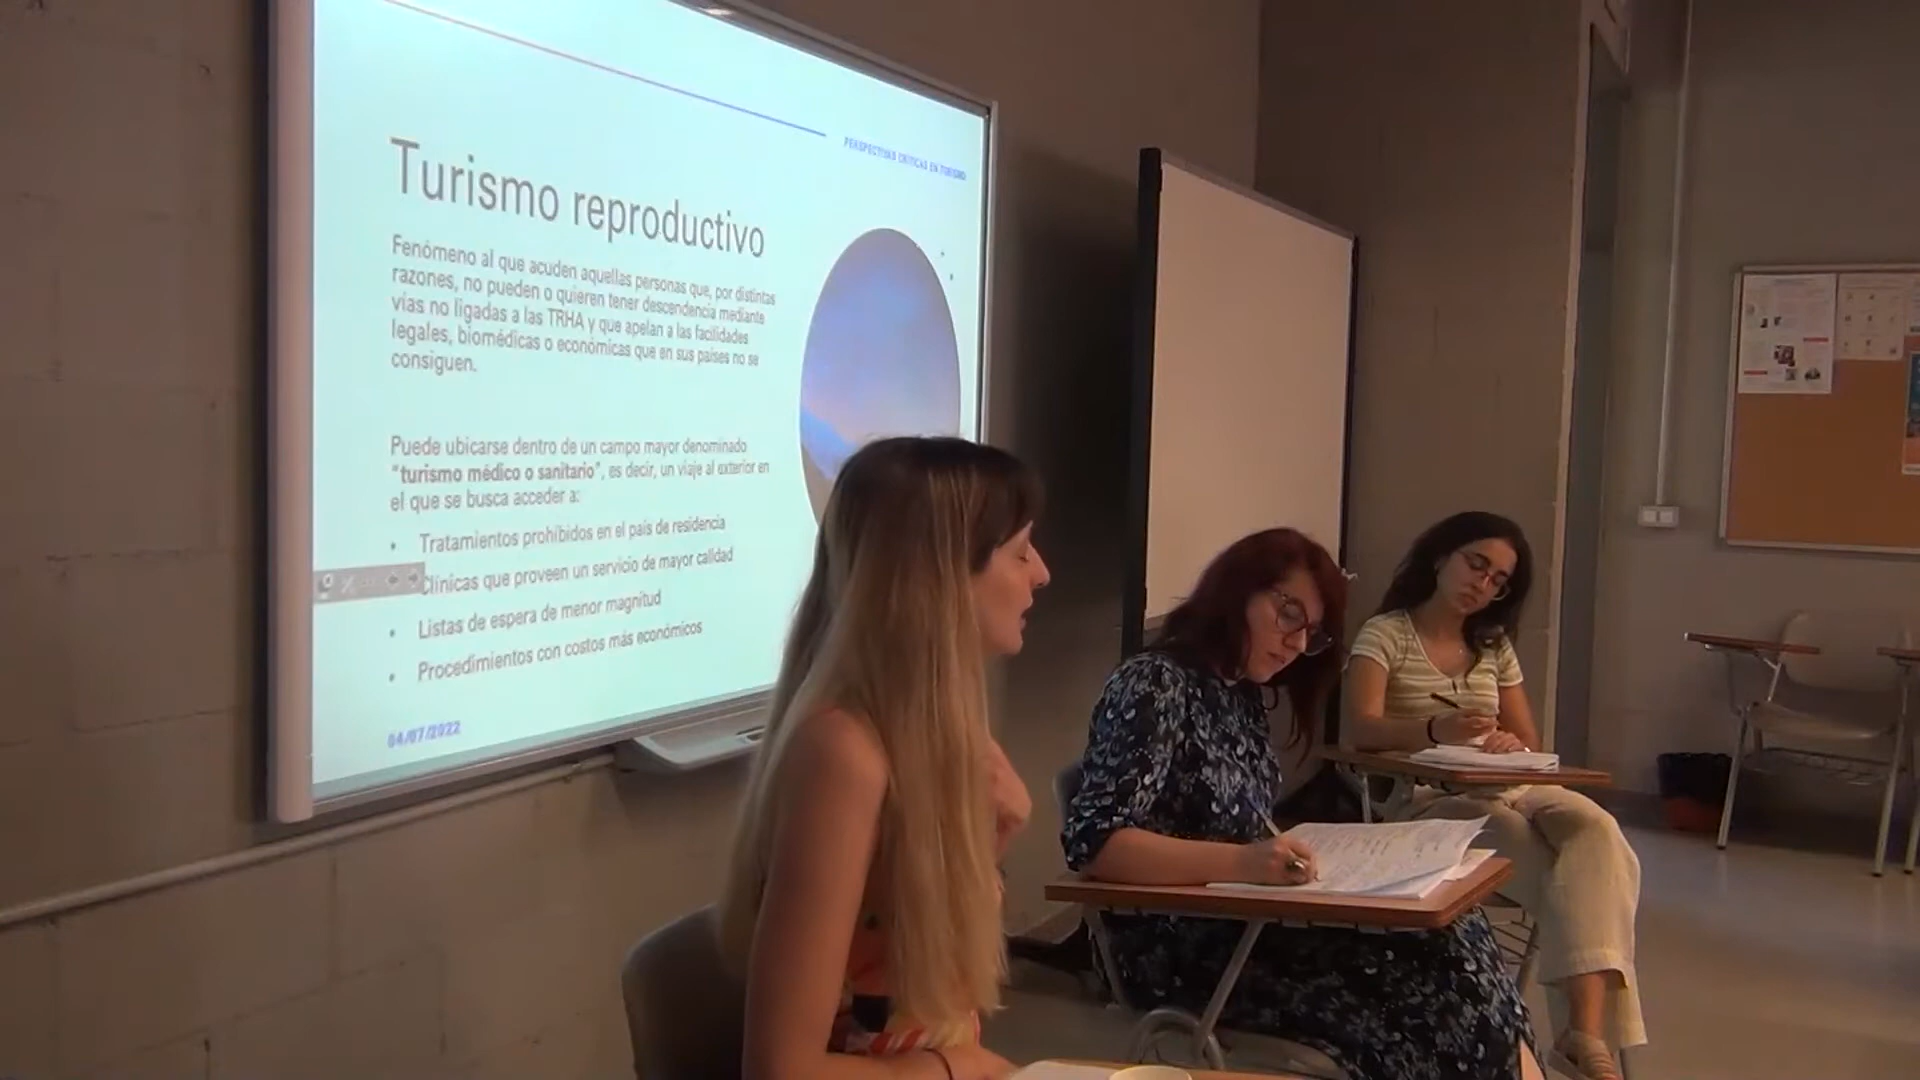 PERSPECTIVAS CRÍTICAS EN TURISMO
Turismo reproductivo
Fenómeno al que acuden aquellas personas que, por distintas
razones, no pueden o quieren tener descendencia mediante
vías no ligadas a las TRHA y que apelan a las facilidades
legales, biomédicas o económicas que en sus países no se
consiguen.
Puede ubicarse dentro de un campo mayor denominado
“turismo médico o sanitario”, es decir, un viaje al exterior en
el que se busca acceder a:
• Tratamientos prohibidos en el país de residencia
Clínicas que proveen un servicio de mayor calidad
• Listas de espera de menor magnitud
• Procedimientos con costos más económicos
04/07/2022